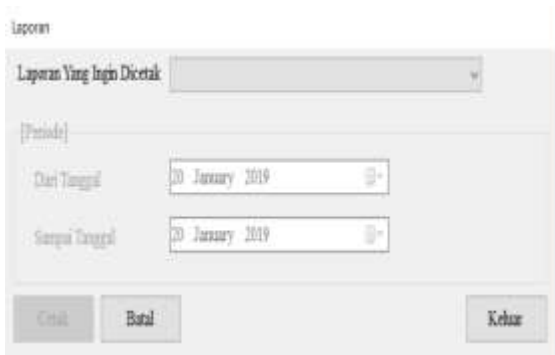 Laporan
Laporan Yang Ingin Dicetak
[Periode]
Dari Tanggal 20 January 2019
Sampai Tanggal 20 January 2019
Cetak Batal Keluar